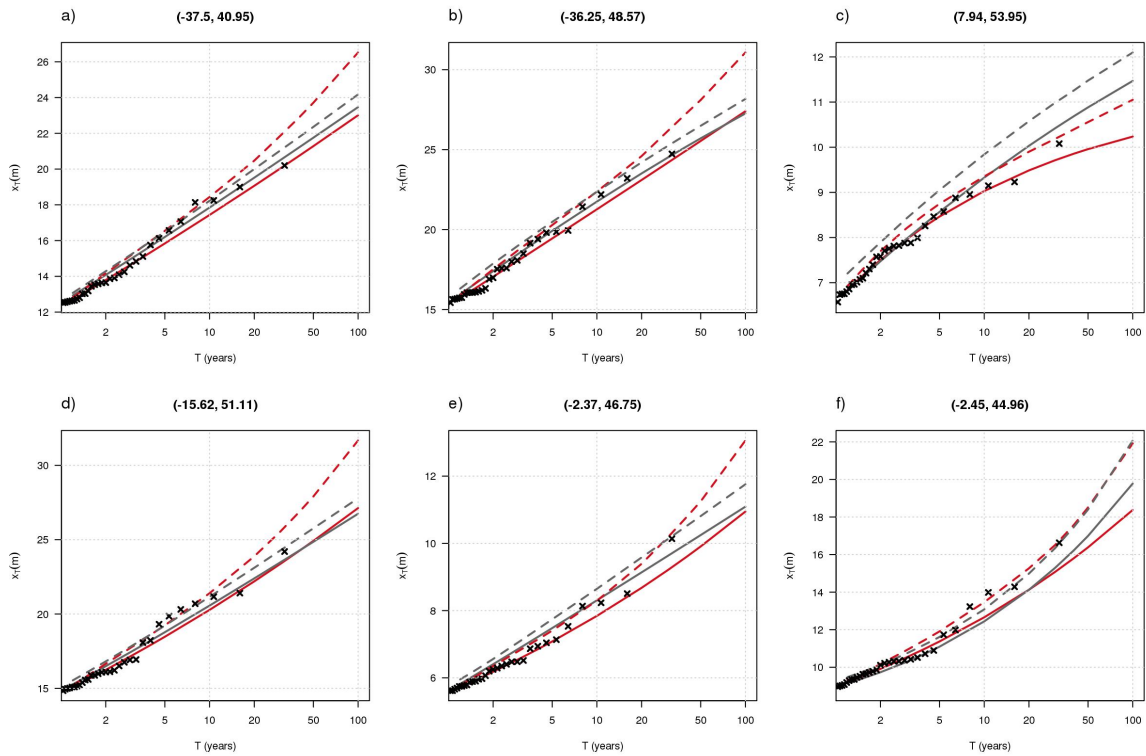 a) (-37.5, 40.95)
26
24
22
20
18
16
14
12
x_T(m)
2 5 10 20 50 100
T (years)
b) (-36.25, 48.57)
30
25
20
15
x_T(m)
2 5 10 20 50 100
T (years)
c) (7.94, 53.95)
12
11
10
9
8
7
x_T(m)
2 5 10 20 50 100
T (years)
d) (-15.62, 51.11)
30
25
20
15
x_T(m)
2 5 10 20 50 100
T (years)
e) (-2.37, 46.75)
12
10
8
6
x_T(m)
2 5 10 20 50 100
T (years)
f) (-2.45, 44.96)
22
20
18
16
14
12
10
x_T(m)
2 5 10 20 50 100
T (years)